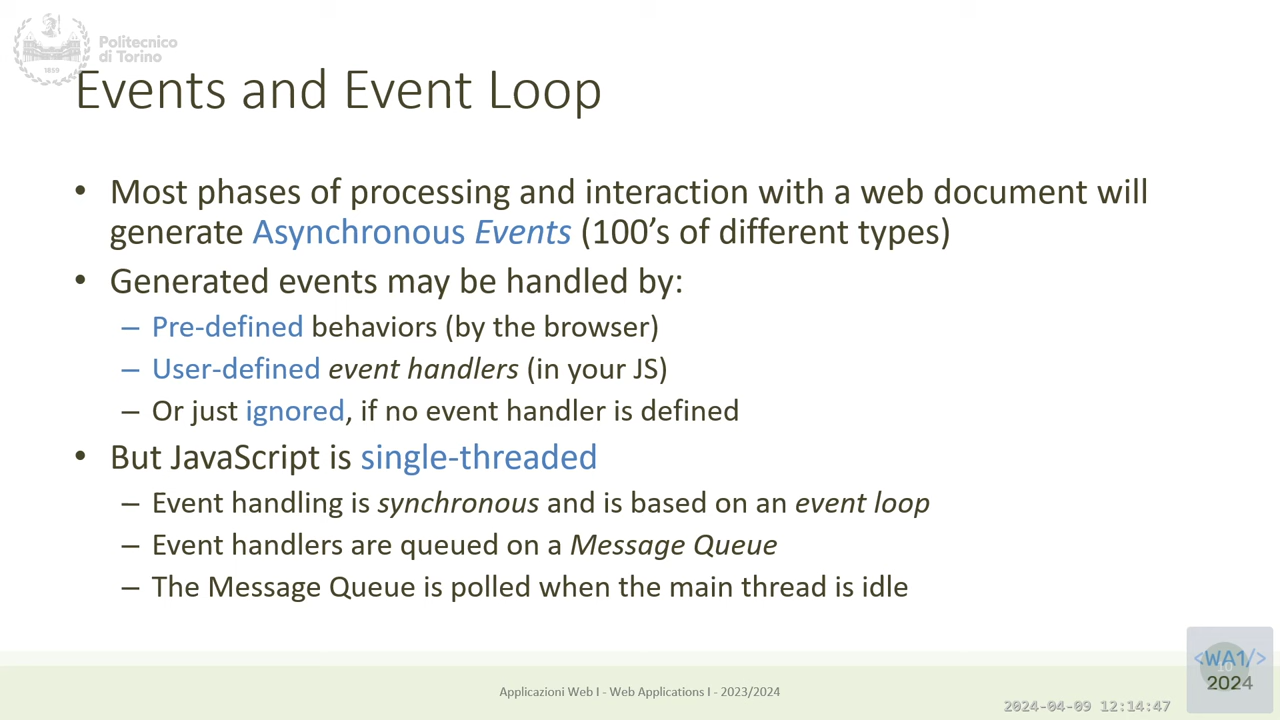 Politecnico
di Torino
1859
Events and Event Loop
• Most phases of processing and interaction with a web document will
generate Asynchronous Events (100’s of different types)
• Generated events may be handled by:
– Pre-defined behaviors (by the browser)
– User-defined event handlers (in your JS)
– Or just ignored, if no event handler is defined
• But JavaScript is single-threaded
– Event handling is synchronous and is based on an event loop
– Event handlers are queued on a Message Queue
– The Message Queue is polled when the main thread is idle
<WA1/>
10
2024
Applicazioni Web I - Web Applications I - 2023/2024
2024-04-09 12:14:47